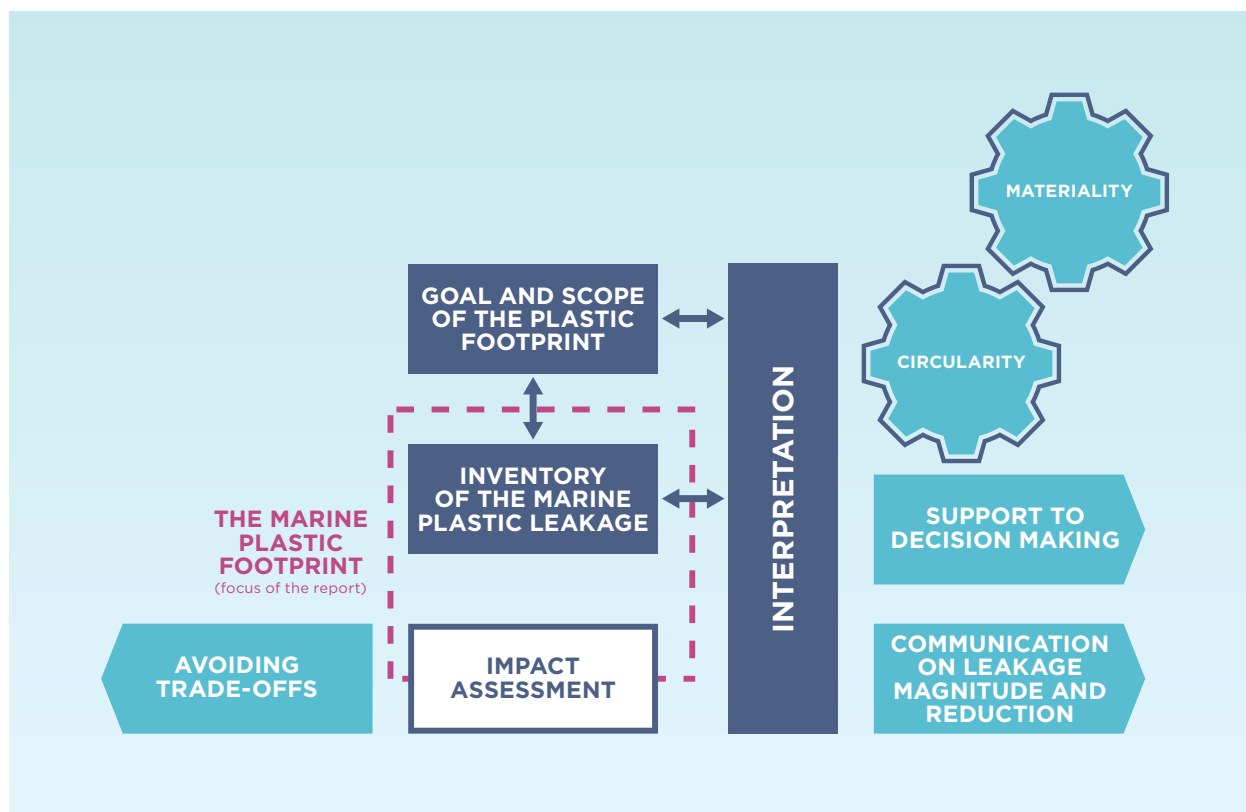 MATERIALITY
CIRCULARITY
GOAL AND SCOPE
OF THE PLASTIC
FOOTPRINT
INVENTORY
OF THE MARINE
PLASTIC LEAKAGE
THE MARINE
PLASTIC
FOOTPRINT
(focus of the report)
IMPACT
ASSESSMENT
AVOIDING
TRADE-OFFS
INTERPRETATION
SUPPORT TO
DECISION MAKING
COMMUNICATION
ON LEAKAGE
MAGNITUDE AND
REDUCTION